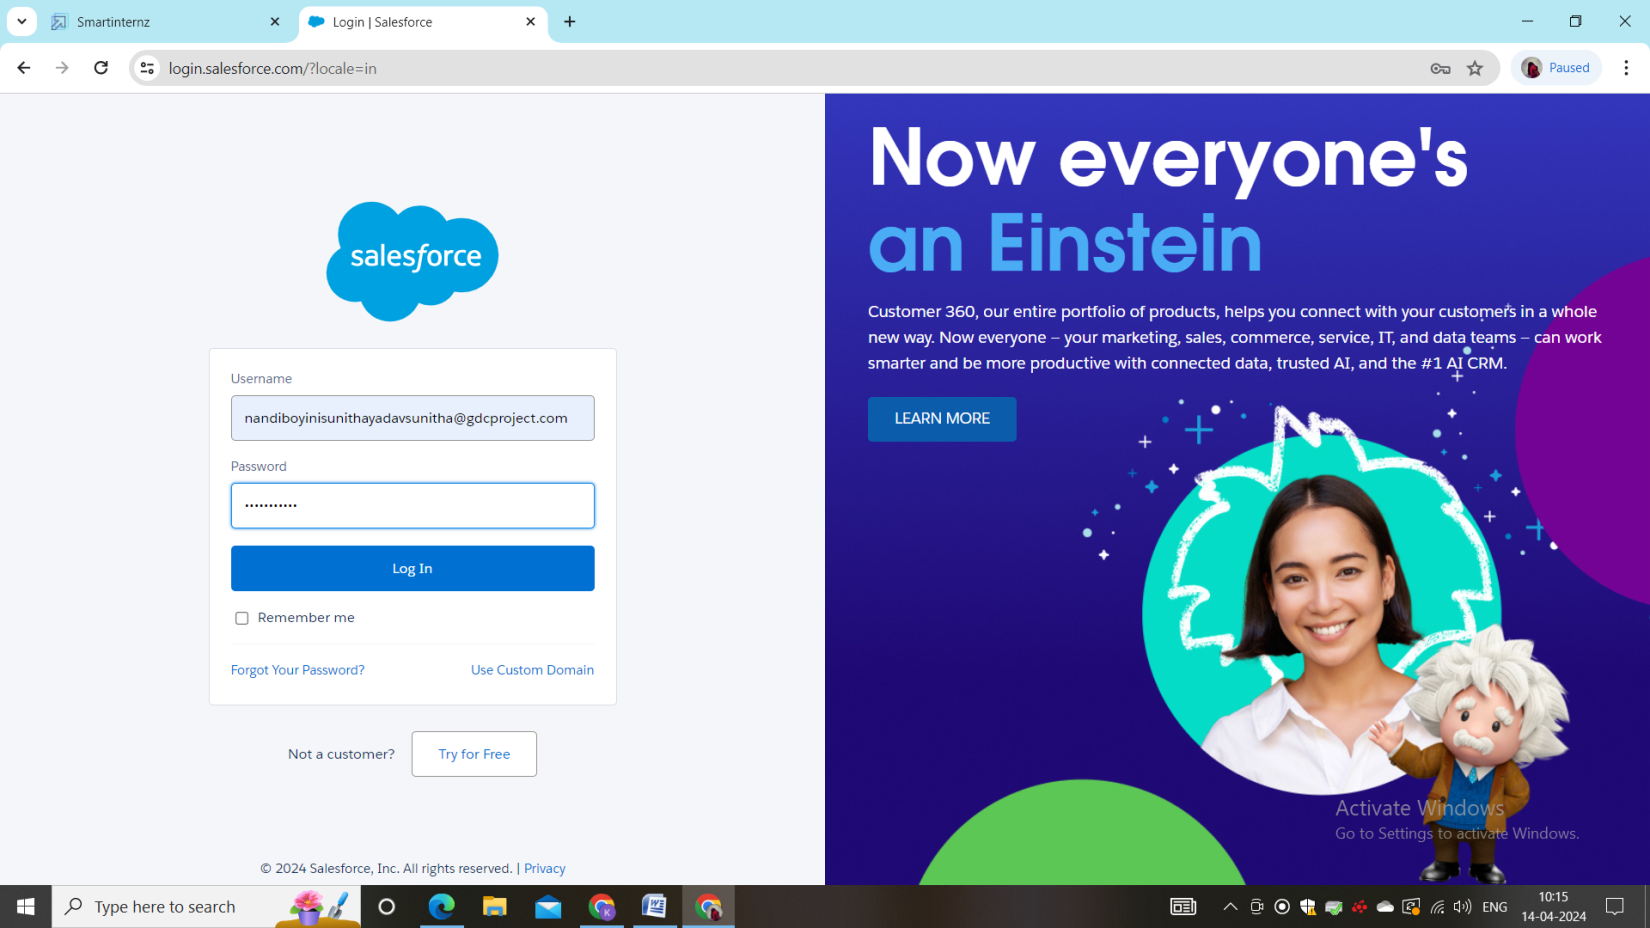 Smartinternz
Login | Salesforce
login.salesforce.com/?locale=in
Paused
salesforce
Username
nandiboyinisunithayadavsunitha@gdcproject.com
Password
Log In
Remember me
Forgot Your Password?
Use Custom Domain
Not a customer?
Try for Free
© 2024 Salesforce, Inc. All rights reserved. | Privacy
Now everyone's
an Einstein
Customer 360, our entire portfolio of products, helps you connect with your customers in a whole
new way. Now everyone – your marketing, sales, commerce, service, IT, and data teams – can work
smarter and be more productive with connected data, trusted AI, and the #1 AI CRM.
LEARN MORE
Activate Windows
Go to Settings to activate Windows.
Type here to search
K
W
ENG
10:15
14-04-2024